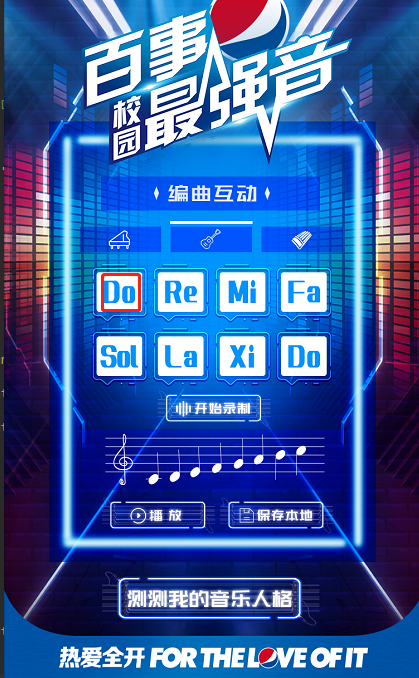 百事
校园
最强音
编曲互动
Do Re Mi Fa
Sol La Xi Do
开始录制
播放 保存本地
测测我的音乐人格
热爱全开 FOR THE LOVE OF IT